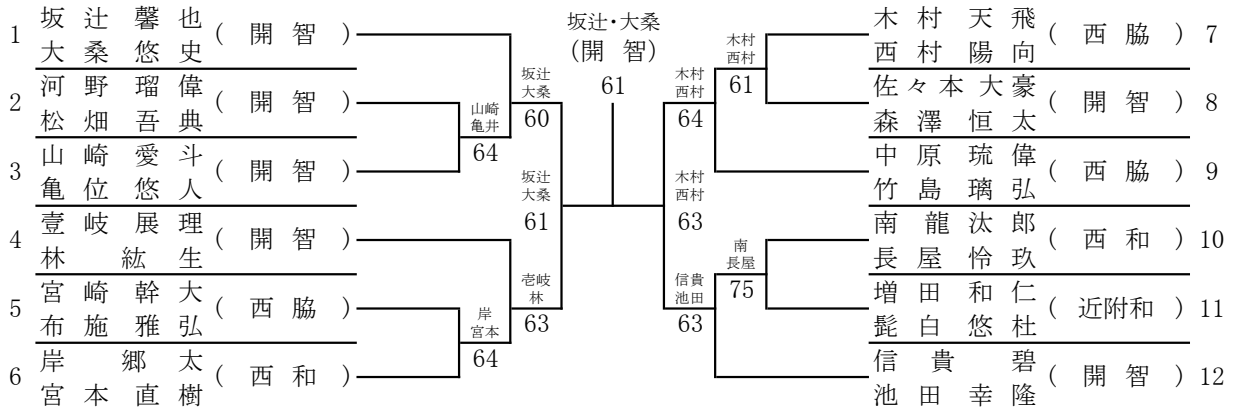 1 坂辻馨也 大桑悠史 (開智)
2 河野瑠偉 松畑吾典 (開智)
3 山崎愛斗 亀位悠人 (開智)
4 壹岐展理 林紘生 (開智)
5 宮崎幹大 布施雅弘 (西脇)
6 岸郷太 宮本直樹 (西和)
山崎
亀井
64
岸
宮本
64
坂辻
大桑
60
壱岐
林
63
坂辻
大桑
61
坂辻・大桑
(開智)
61
木村
西村
63
木村
西村
64
信貴
池田
63
木村
西村
61
南
長屋
75
木村天飛 西村陽向 (西脇) 7
佐々木大豪 森澤恒太 (開智) 8
中原琉偉 竹島璃弘 (西脇) 9
南龍汰郎 長屋怜玖 (西和) 10
増田和仁 髭白悠杜 (近附和) 11
信貴碧 池田幸隆 (開智) 12